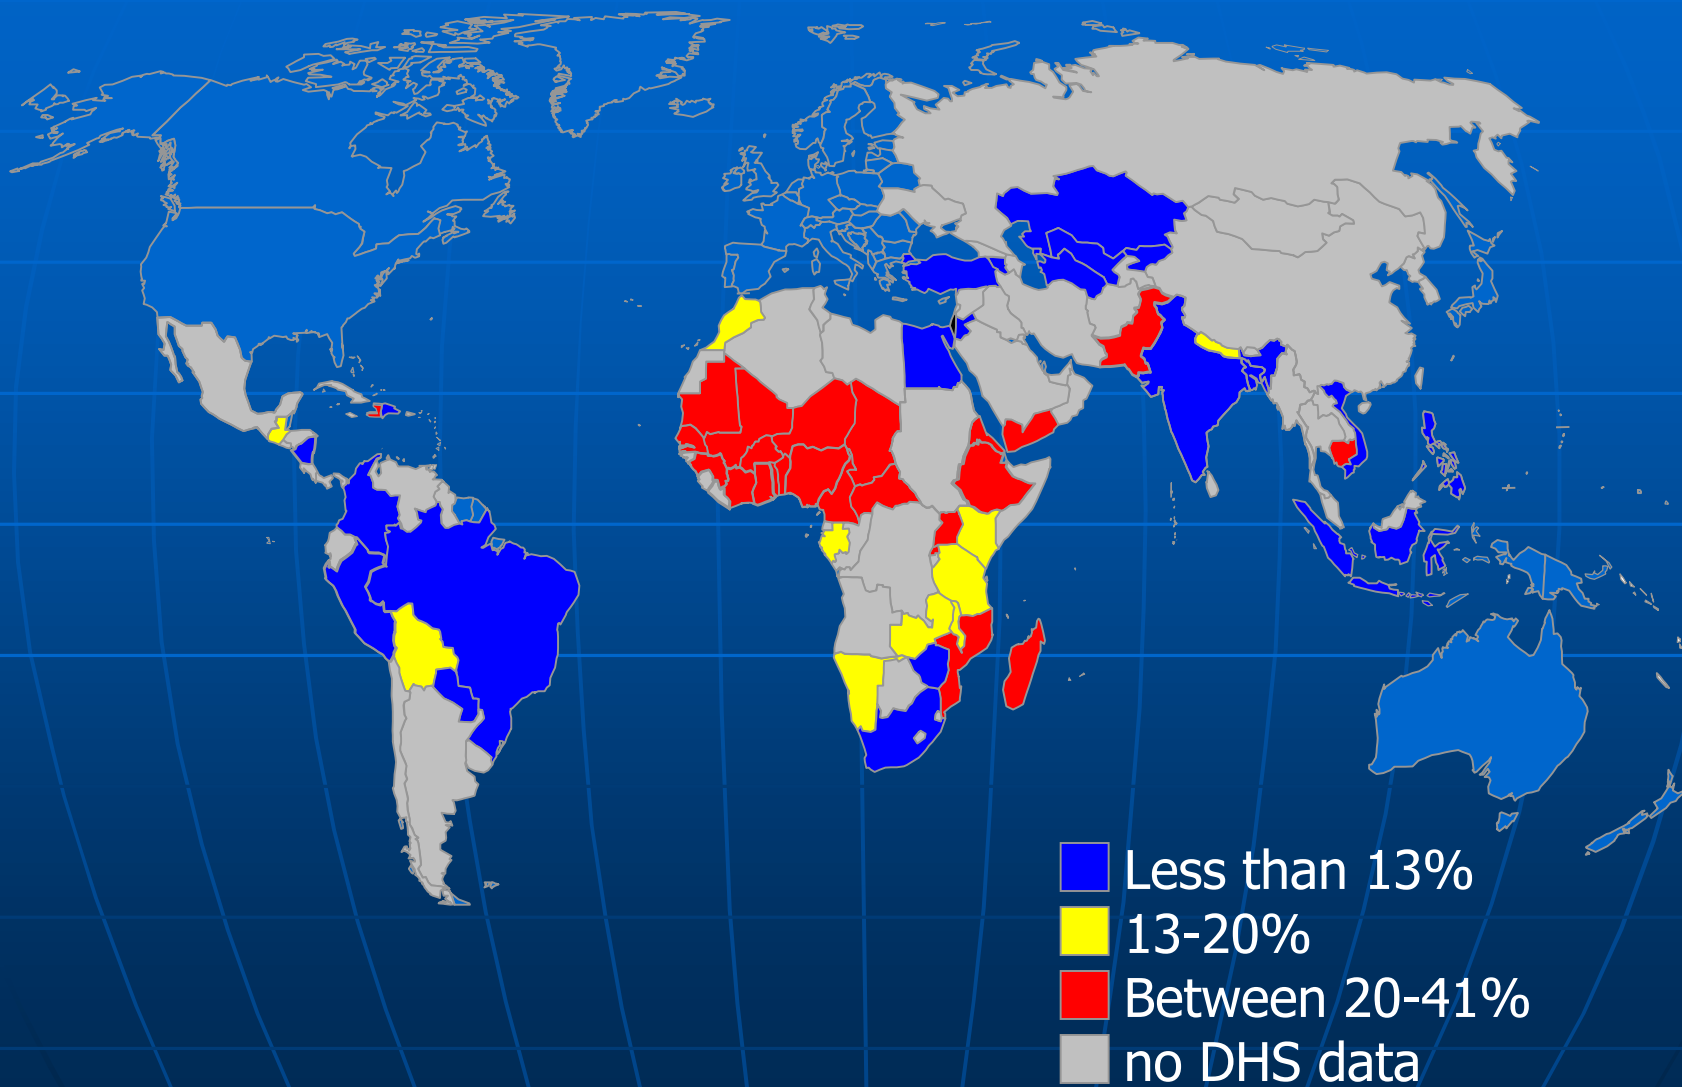 Less than 13%
13-20%
Between 20-41%
no DHS data